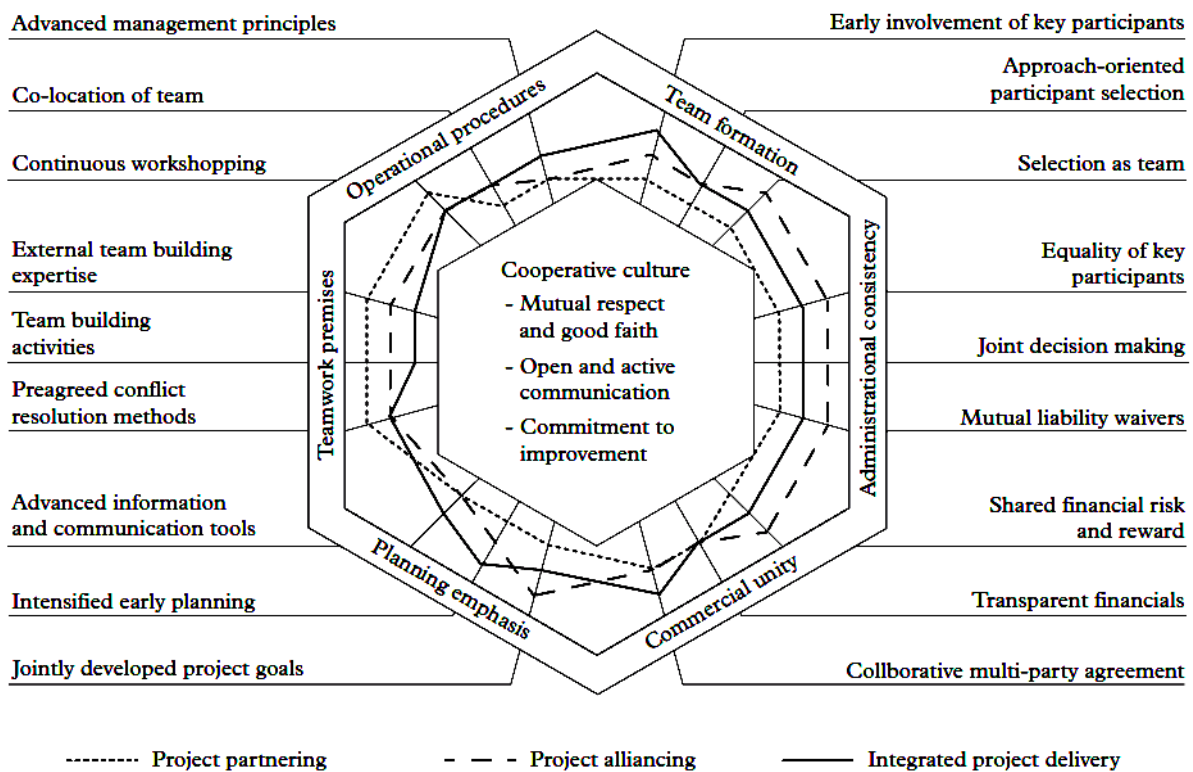 Advanced management principles
Co-location of team
Continuous workshopping
External team building
expertise
Team building
activities
Preagreed conflict
resolution methods
Advanced information
and communication tools
Intensified early planning
Jointly developed project goals
Early involvement of key participants
Approach-oriented
participant selection
Selection as team
Equality of key
participants
Joint decision making
Mutual liability waivers
Shared financial risk
and reward
Transparent financials
Collborative multi-party agreement
Operational procedures
Team formation
Administrational consistency
Commercial unity
Planning emphasis
Teamwork premises
Cooperative culture
- Mutual respect
and good faith
- Open and active
communication
- Commitment to
improvement
Project partnering
Project alliancing
Integrated project delivery